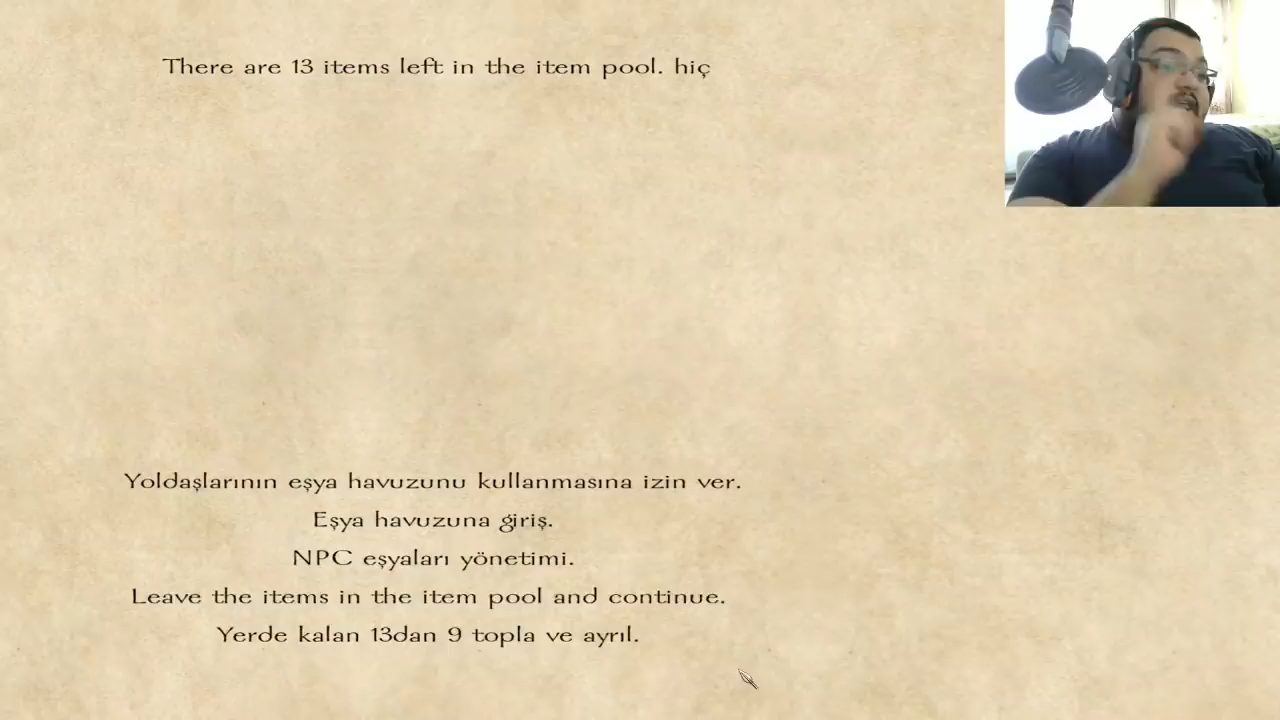 There are 13 items left in the item pool. hiç
Yoldaşlarının eşya havuzunu kullanmasına izin ver.
Eşya havuzuna giriş.
NPC eşyaları yönetimi.
Leave the items in the item pool and continue.
Yerde kalan 13dan 9 topla ve ayrıl.